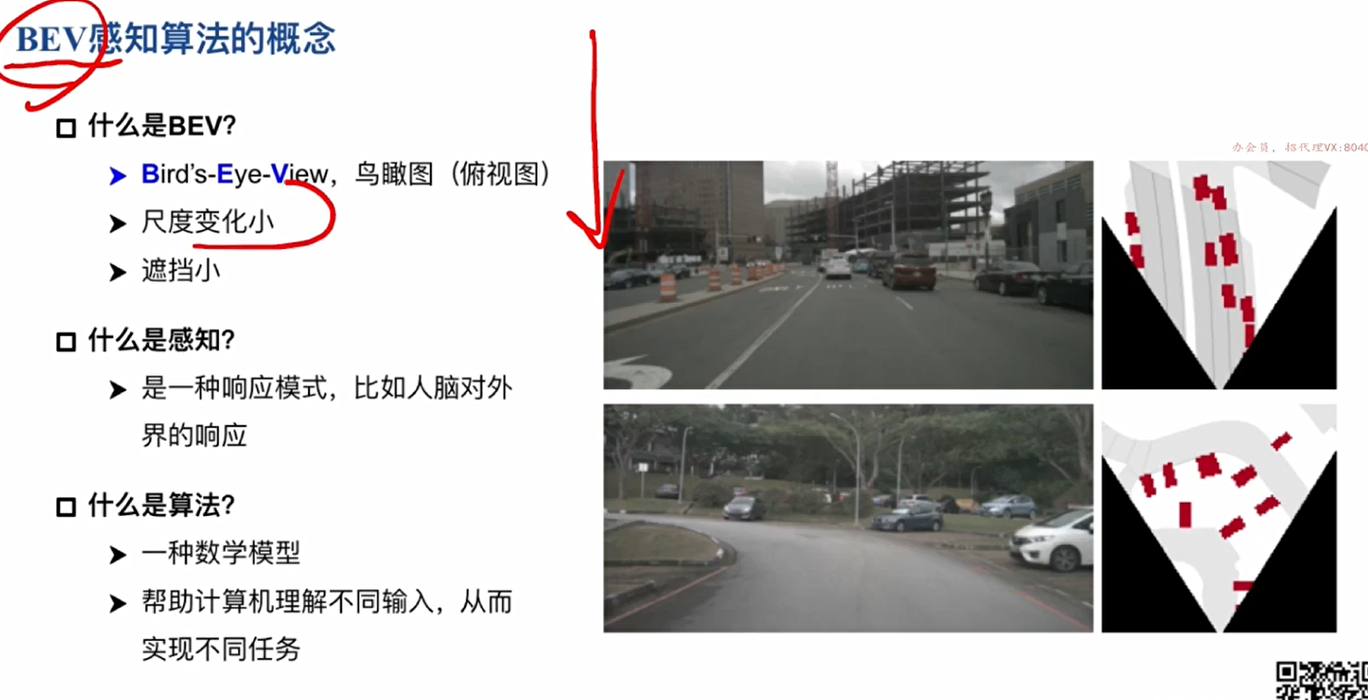 BEV感知算法的概念
什么是BEV?
Bird's-Eye-View，鸟瞰图（俯视图）
尺度变化小
遮挡小
什么是感知?
是一种响应模式，比如人脑对外
界的响应
什么是算法?
一种数学模型
帮助计算机理解不同输入，从而
实现不同任务
办会员，招代理VX:8040